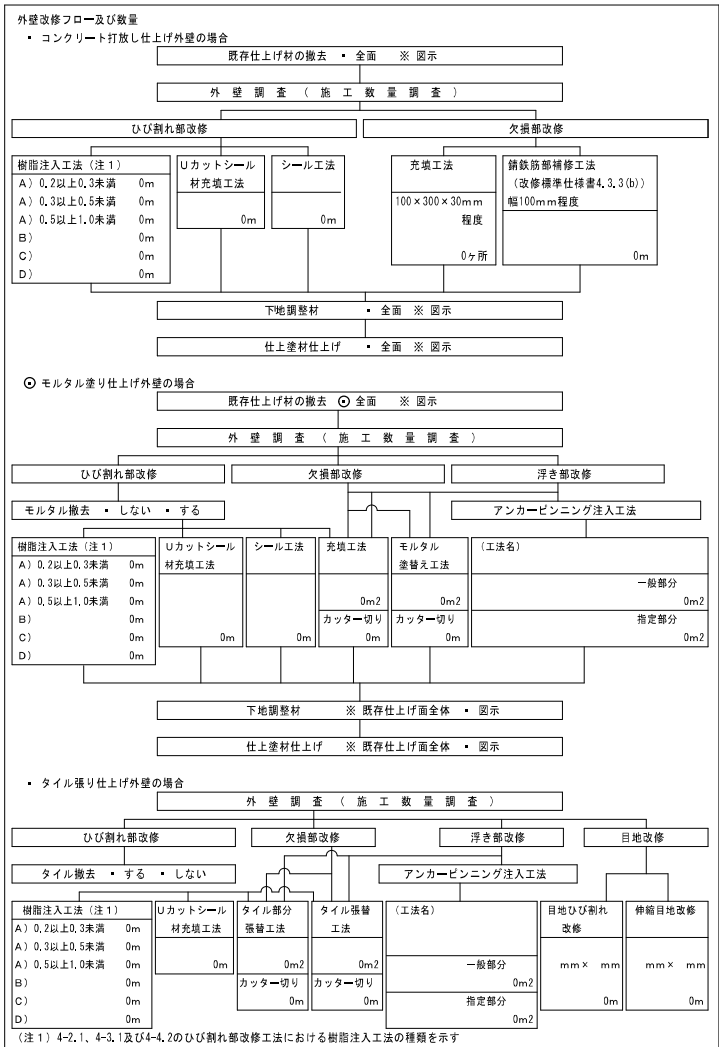 外壁改修フロー及び数量
・ コンクリート打放し仕上げ外壁の場合
既存仕上げ材の撤去 ・ 全面 ※ 図示
外 壁 調 査 （ 施 工 数 量 調 査 ）
ひび割れ部改修
欠損部改修
樹脂注入工法（注１）
A）0.2以上0.3未満 0m
A）0.3以上0.5未満 0m
A）0.5以上1.0未満 0m
B） 0m
C） 0m
D） 0m
Uカットシール
材充填工法
0m
シール工法
0m
充填工法
100×300×30mm
程度
0ヶ所
錆鉄筋部補修工法
（改修標準仕様書4.3.3(b)）
幅100mm程度
0m
下地調整材 ・ 全面 ※ 図示
仕上塗材仕上げ ・ 全面 ※ 図示
⊙ モルタル塗り仕上げ外壁の場合
既存仕上げ材の撤去 ⊙ 全面 ※ 図示
外 壁 調 査 （ 施 工 数 量 調 査 ）
ひび割れ部改修
欠損部改修
浮き部改修
モルタル撤去 ・ しない ・ する
アンカーピンニング注入工法
樹脂注入工法（注１）
A）0.2以上0.3未満 0m
A）0.3以上0.5未満 0m
A）0.5以上1.0未満 0m
B） 0m
C） 0m
D） 0m
Uカットシール
材充填工法
0m
シール工法
0m
充填工法
0m2
カッター切り
0m
モルタル
塗替え工法
0m2
カッター切り
0m
（工法名）
一般部分
0m2
指定部分
0m2
下地調整材 ※ 既存仕上げ面全体 ・ 図示
仕上塗材仕上げ ※ 既存仕上げ面全体 ・ 図示
・ タイル張り仕上げ外壁の場合
外 壁 調 査 （ 施 工 数 量 調 査 ）
ひび割れ部改修
欠損部改修
浮き部改修
目地改修
タイル撤去 ・ する ・ しない
アンカーピンニング注入工法
樹脂注入工法（注１）
A）0.2以上0.3未満 0m
A）0.3以上0.5未満 0m
A）0.5以上1.0未満 0m
B） 0m
C） 0m
D） 0m
Uカットシール
材充填工法
0m
タイル部分
張替工法
0m2
カッター切り
0m
タイル張替
工法
0m2
カッター切り
0m
（工法名）
一般部分
0m2
指定部分
0m2
目地ひび割れ
改修
mm× mm
0m
伸縮目地改修
mm× mm
0m
（注１）4-2.1、4-3.1及び4-4.2のひび割れ部改修工法における樹脂注入工法の種類を示す